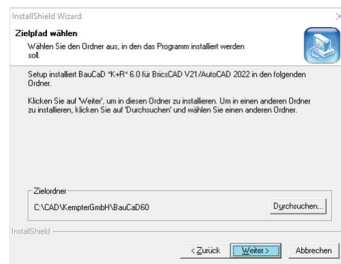 InstallShield Wizard
Zielpfad wählen
Wählen Sie den Ordner aus, in den das Programm installiert werden
soll.
Setup installiert BauCaD "K+R" 6.0 für BricsCAD V21/AutoCAD 2022 in den folgenden
Ordner.
Klicken Sie auf 'Weiter', um in diesen Ordner zu installieren. Um in einen anderen Ordner
zu installieren, klicken Sie auf 'Durchsuchen' und wählen Sie einen anderen Ordner.
Zielordner
C:\CAD\KempterGmbH\BauCaD60
Durchsuchen...
InstallShield
< Zurück
Weiter >
Abbrechen